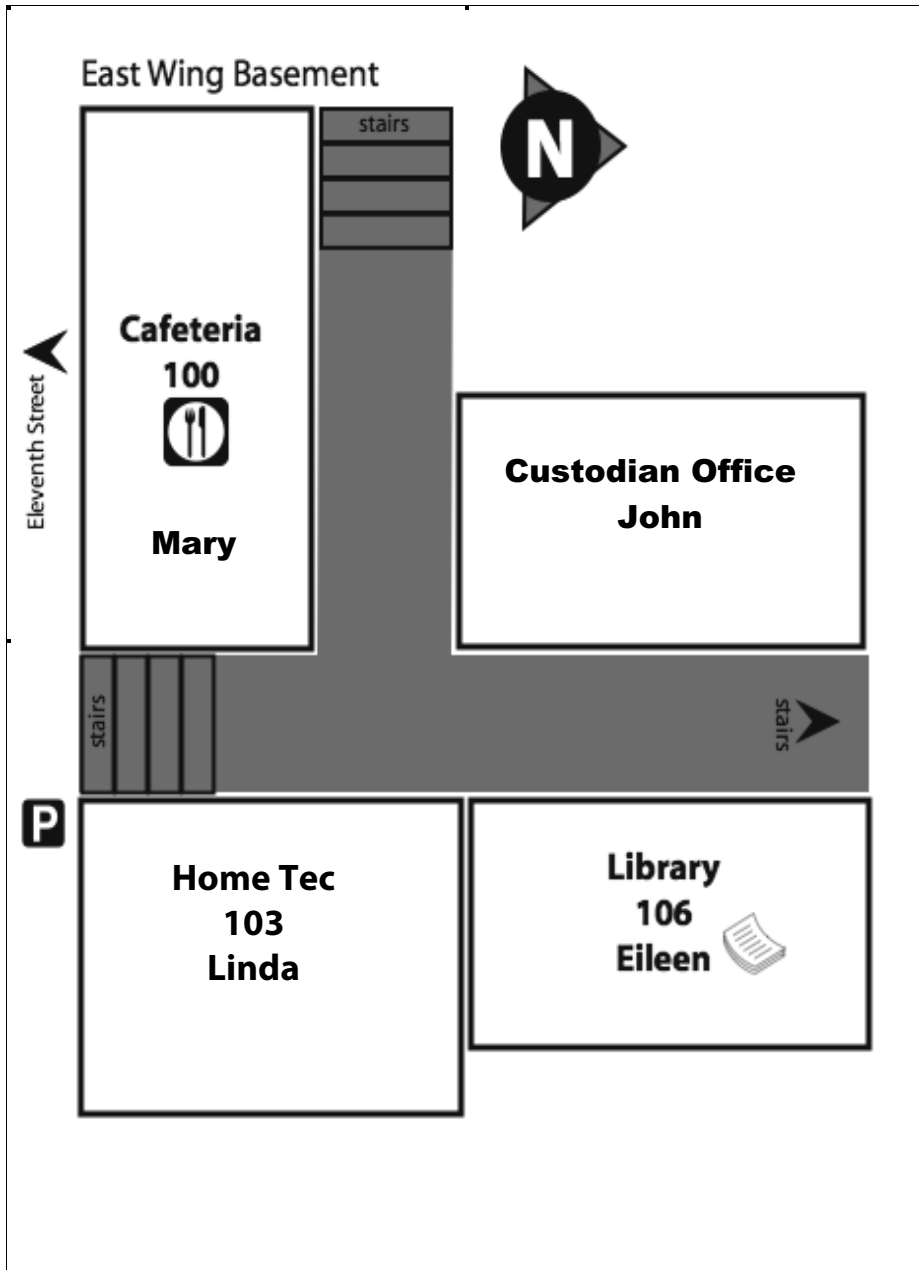 East Wing Basement
stairs
N
Cafeteria
100
Mary
Eleventh Street
Custodian Office
John
stairs
stairs
P
Home Tec
103
Linda
Library
106
Eileen